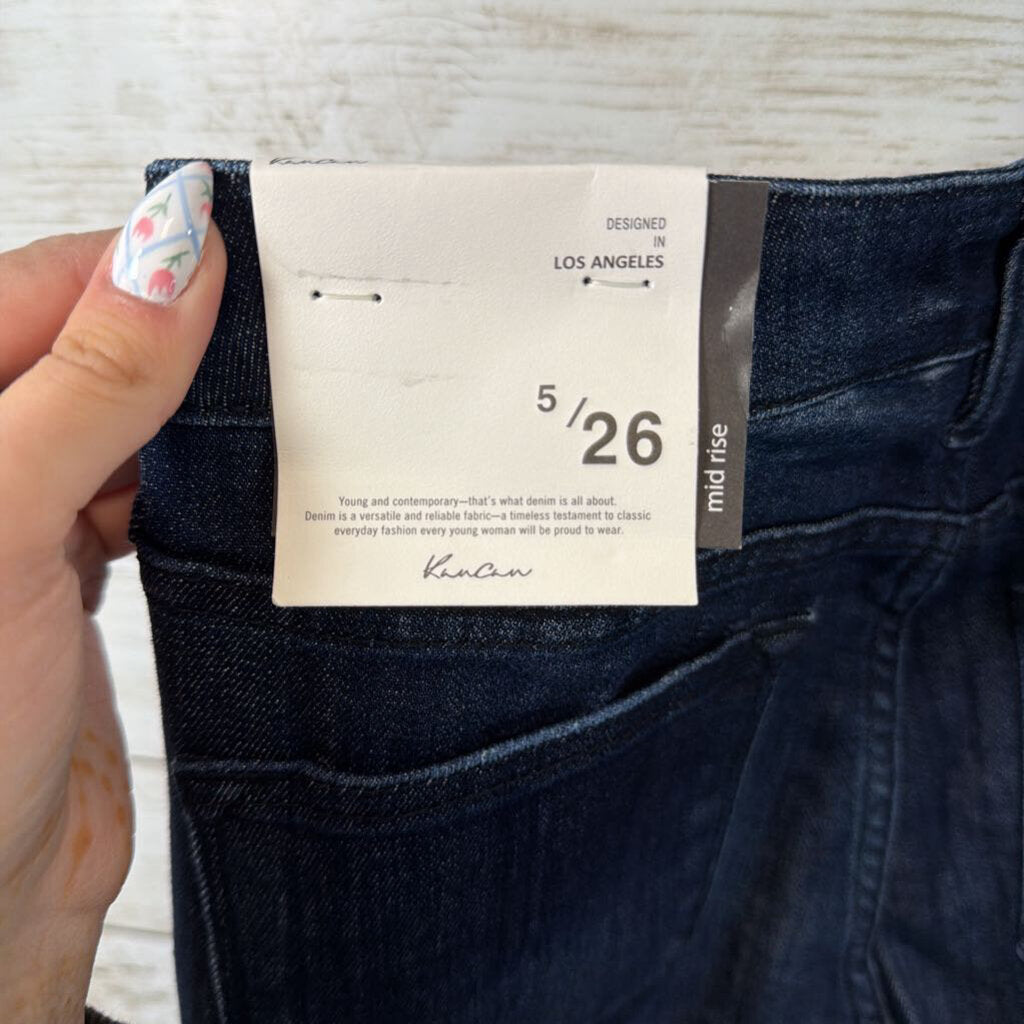 KanCan
DESIGNED
IN
LOS ANGELES
5/26
mid rise
Young and contemporary—that's what denim is all about.
Denim is a versatile and reliable fabric—a timeless testament to classic
everyday fashion every young woman will be proud to wear.
KanCan